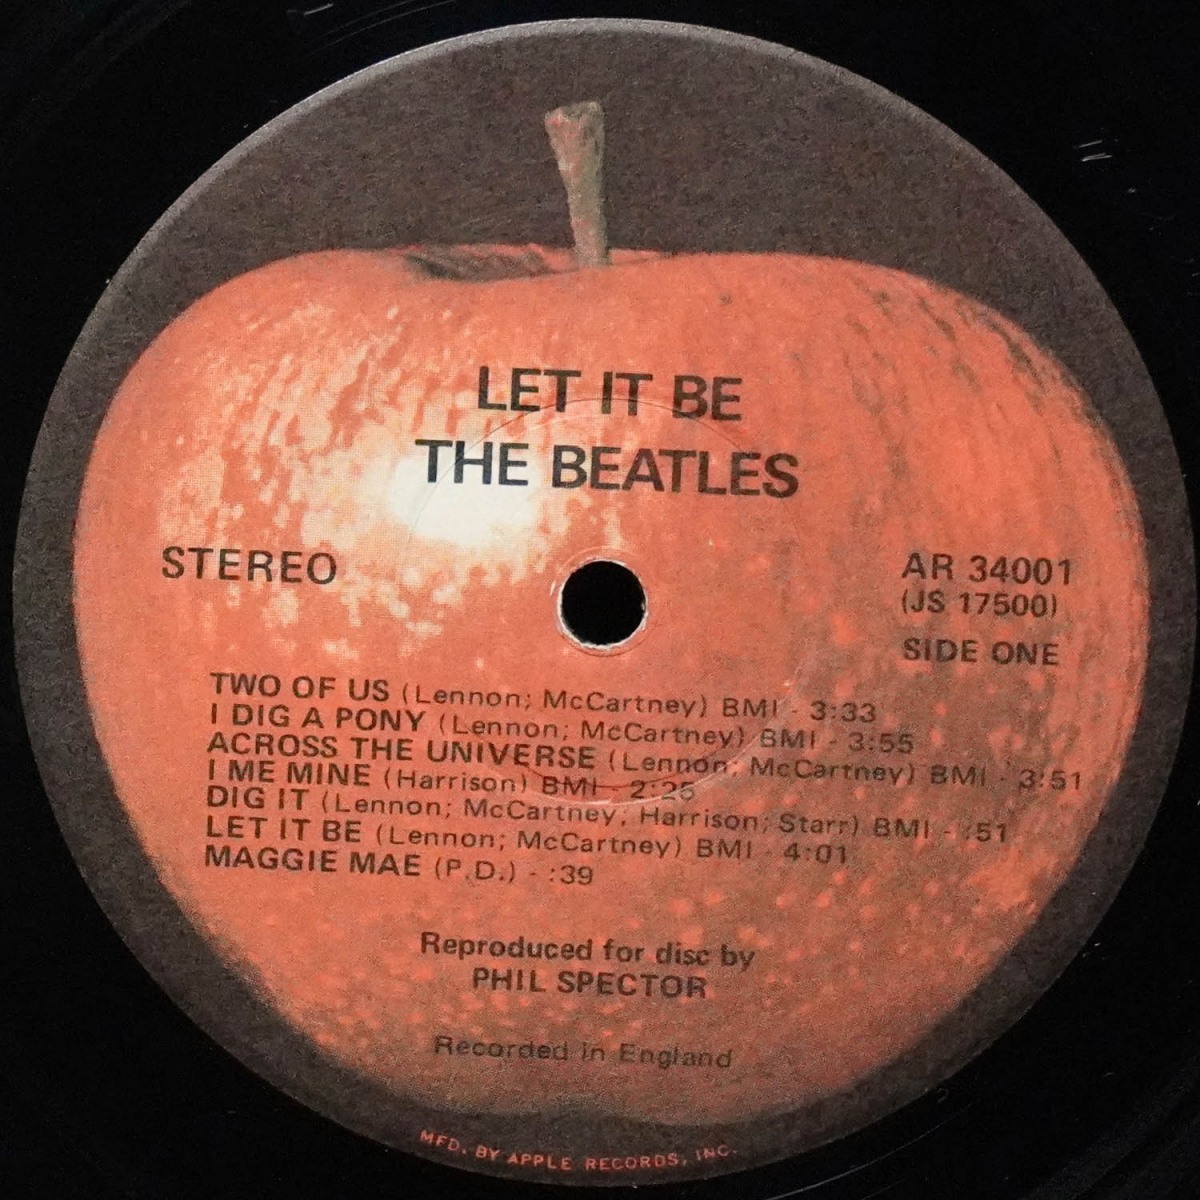 LET IT BE
THE BEATLES
STEREO
AR 34001
(JS 17500)
SIDE ONE
TWO OF US (Lennon; McCartney) BMI - 3:33
I DIG A PONY (Lennon; McCartney) BMI - 3:55
ACROSS THE UNIVERSE (Lennon; McCartney) BMI - 3:51
I ME MINE (Harrison) BMI - 2:25
DIG IT (Lennon; McCartney; Harrison; Starr) BMI - :51
LET IT BE (Lennon; McCartney) BMI - 4:01
MAGGIE MAE (P.D.) - :39
Reproduced for disc by
PHIL SPECTOR
Recorded in England
MFD. BY APPLE RECORDS, INC.